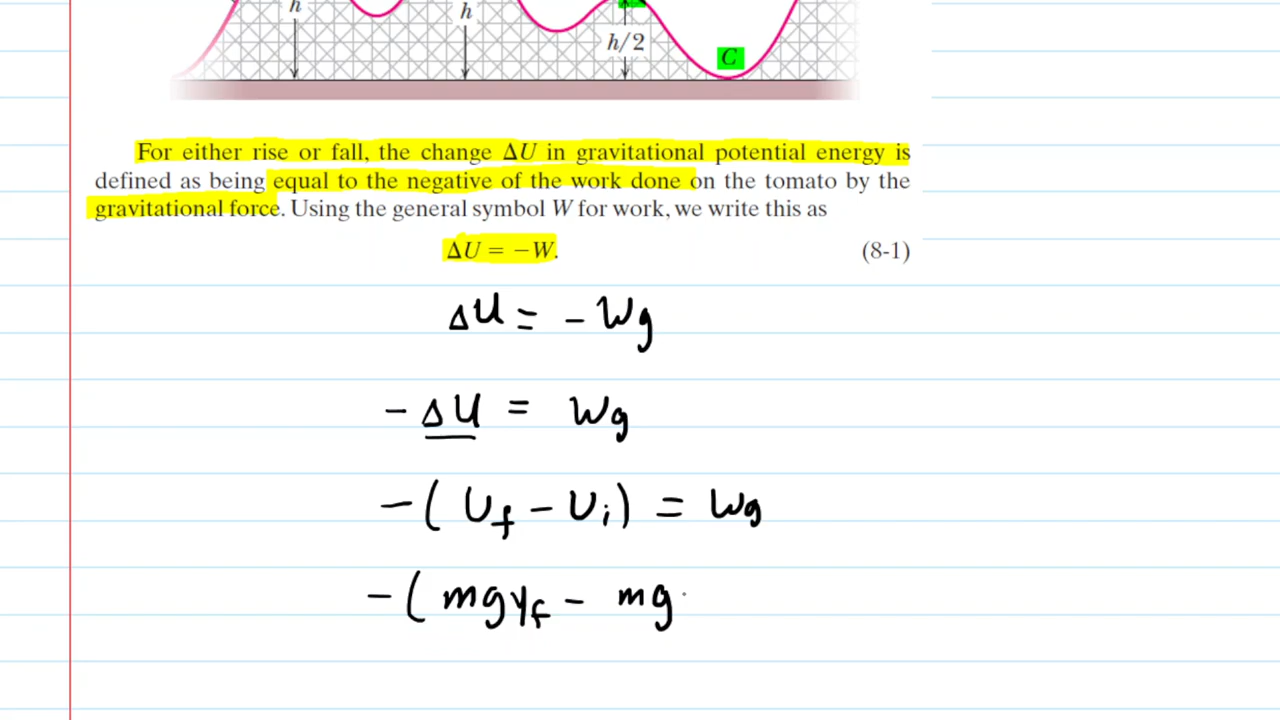 h
h
h/2
C
For either rise or fall, the change ΔU in gravitational potential energy is
defined as being equal to the negative of the work done on the tomato by the
gravitational force. Using the general symbol W for work, we write this as
ΔU = −W. (8-1)
ΔU = − Wg
− ΔU = Wg
− ( Uf − Ui ) = Wg
− ( mgyf − mg